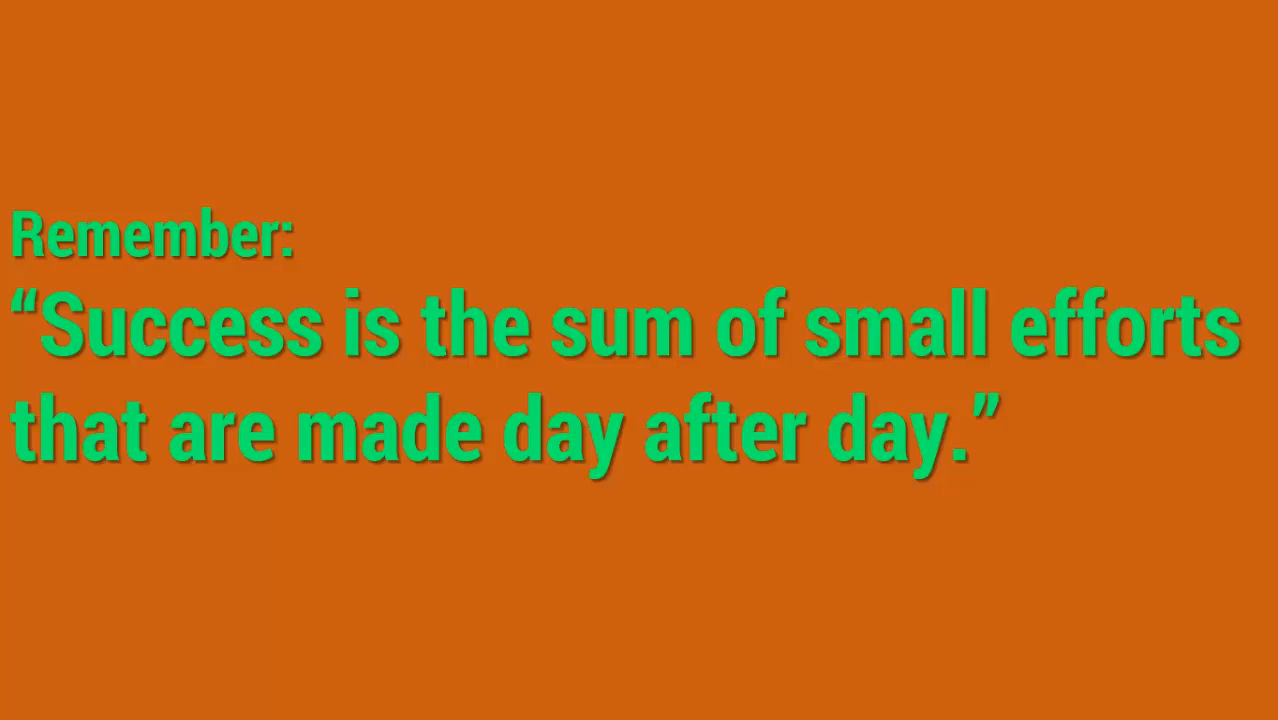 Remember:
“Success is the sum of small efforts
that are made day after day.”